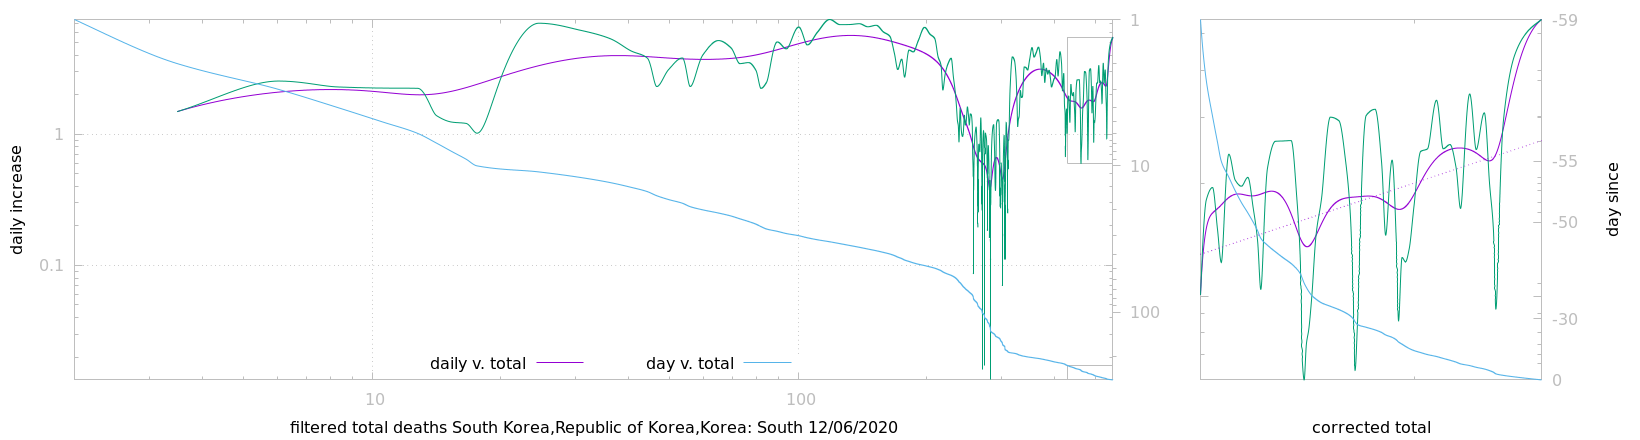 1
-59
1
-55
10
-50
0.1
-30
100
daily increase
day since
daily v. total
day v. total
0
10
100
filtered total deaths South Korea,Republic of Korea,Korea: South 12/06/2020
corrected total